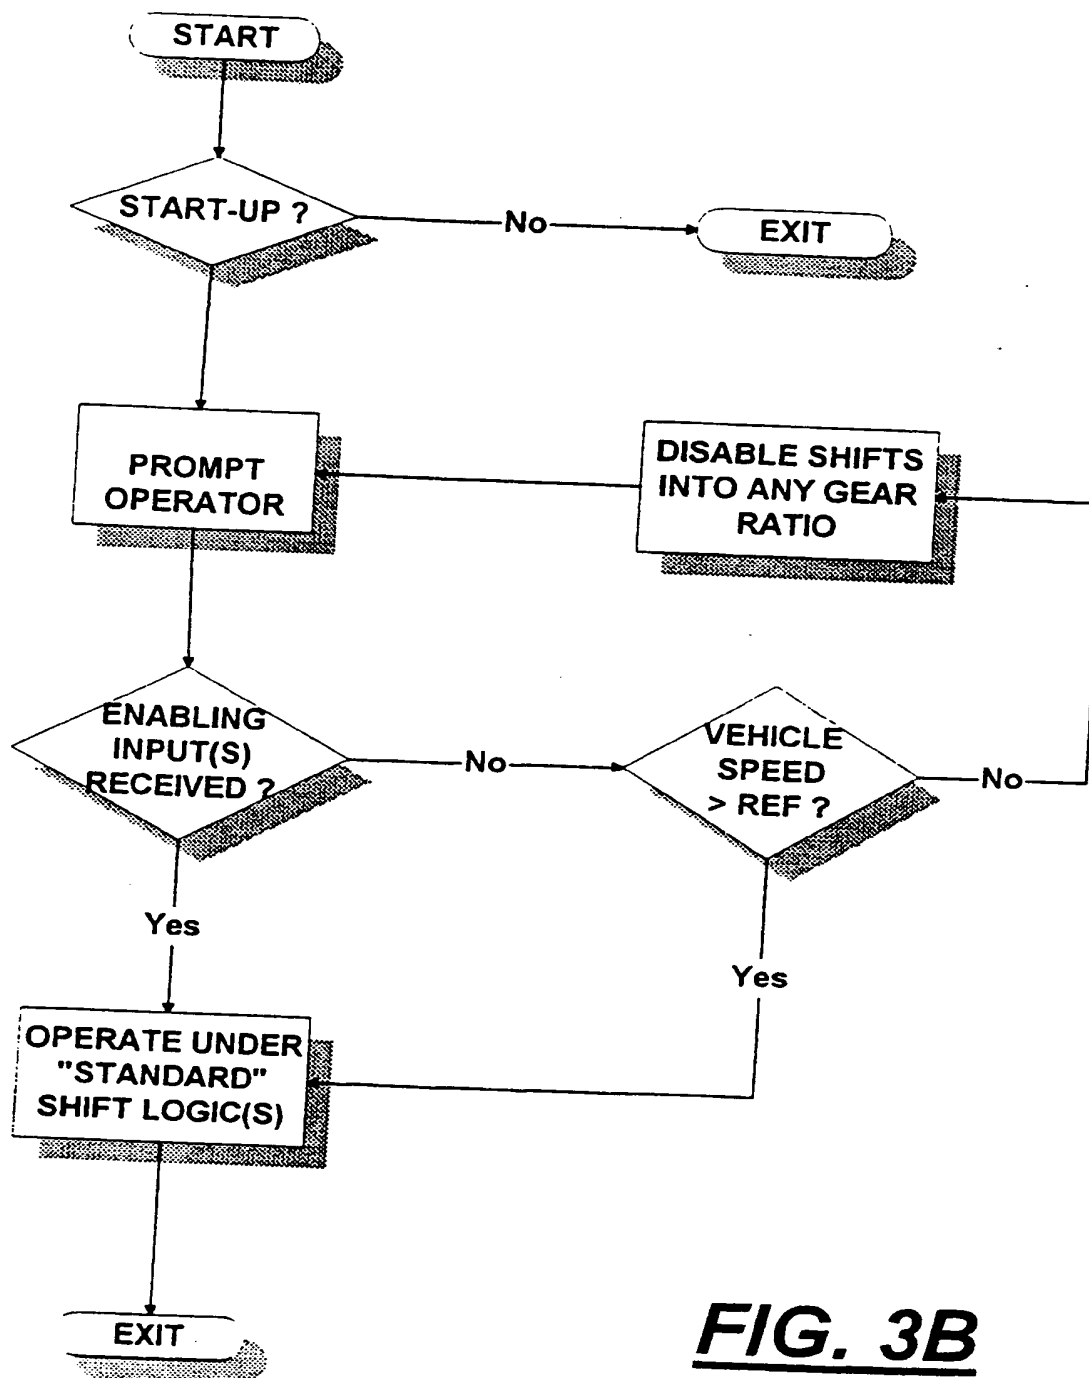 START
START-UP ?
No
EXIT
PROMPT
OPERATOR
DISABLE SHIFTS
INTO ANY GEAR
RATIO
ENABLING
INPUT(S)
RECEIVED ?
No
VEHICLE
SPEED
> REF ?
No
Yes
Yes
OPERATE UNDER
"STANDARD"
SHIFT LOGIC(S)
EXIT
FIG. 3B